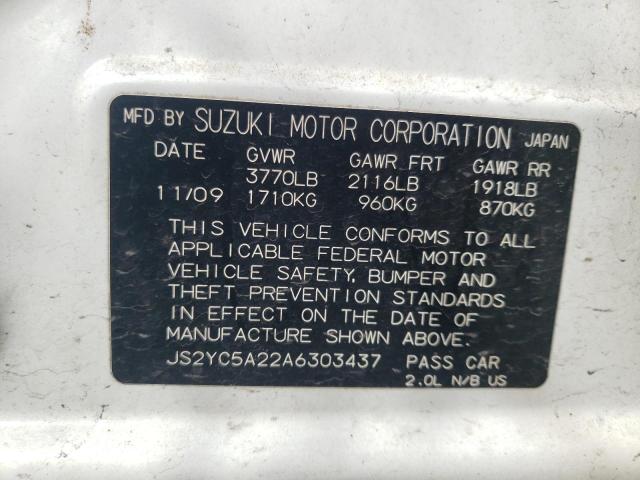 MFD BY SUZUKI MOTOR CORPORATION JAPAN
DATE GVWR GAWR FRT GAWR RR
3770LB 2116LB 1918LB
11/09 1710KG 960KG 870KG
THIS VEHICLE CONFORMS TO ALL
APPLICABLE FEDERAL MOTOR
VEHICLE SAFETY, BUMPER AND
THEFT PREVENTION STANDARDS
IN EFFECT ON THE DATE OF
MANUFACTURE SHOWN ABOVE.
JS2YC5A22A6303437 PASS CAR
2.0L N/B US